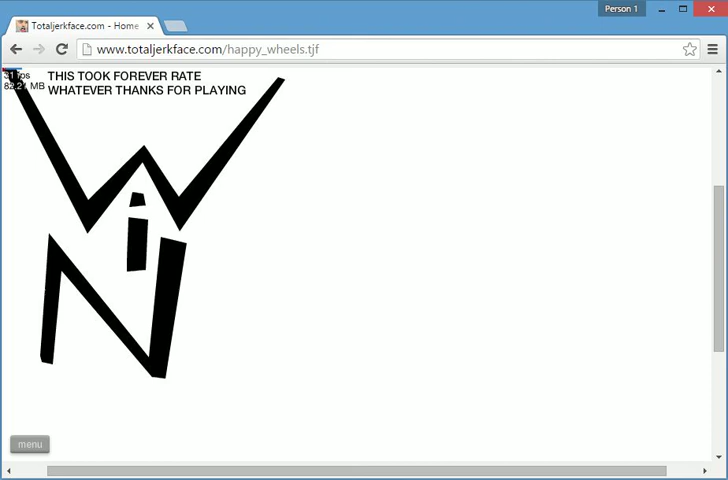 Person 1
Totaljerkface.com - Home
www.totaljerkface.com/happy_wheels.tjf
THIS TOOK FOREVER RATE
WHATEVER THANKS FOR PLAYING
WiN
menu